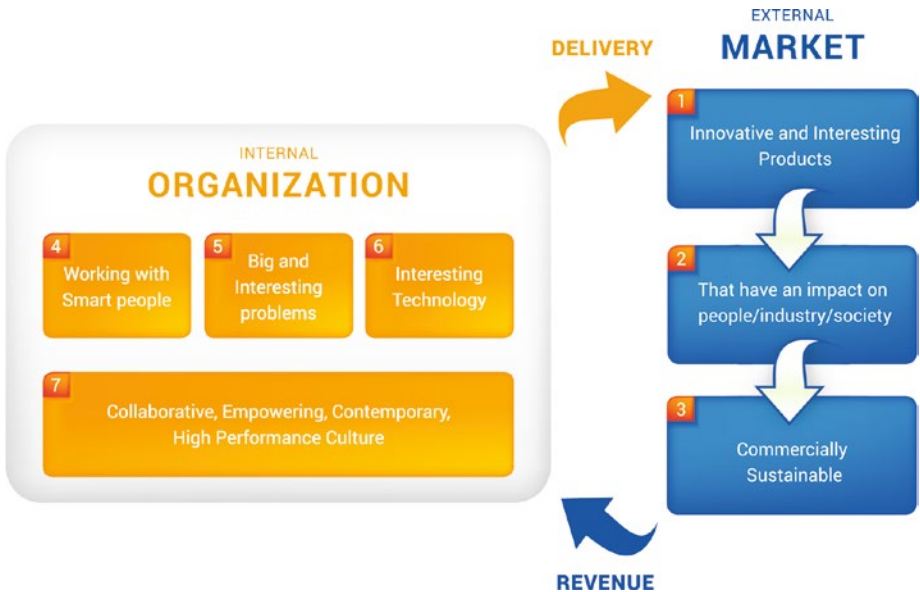 DELIVERY
EXTERNAL
MARKET
1
Innovative and Interesting
Products
2
That have an impact on
people/industry/society
3
Commercially
Sustainable
INTERNAL
ORGANIZATION
4
Working with
Smart people
5
Big and
Interesting
problems
6
Interesting
Technology
7
Collaborative, Empowering, Contemporary,
High Performance Culture
REVENUE